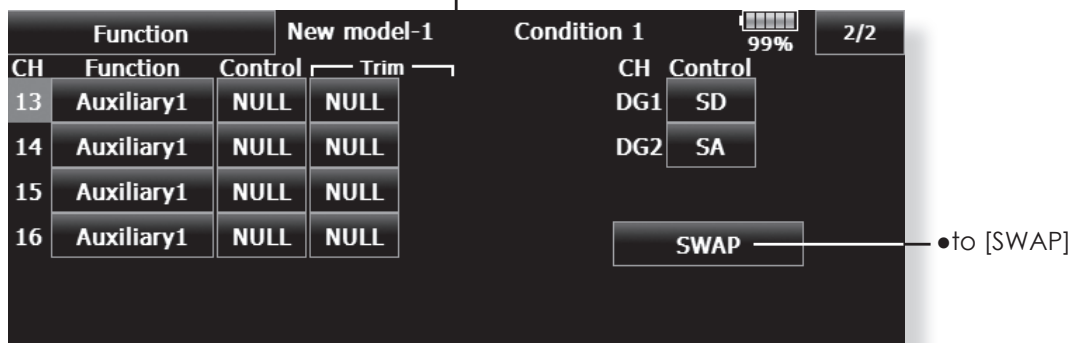 Function New model-1 Condition 1 99% 2/2
CH Function Control Trim CH Control
13 Auxiliary1 NULL NULL DG1 SD
14 Auxiliary1 NULL NULL DG2 SA
15 Auxiliary1 NULL NULL
16 Auxiliary1 NULL NULL SWAP ●to [SWAP]